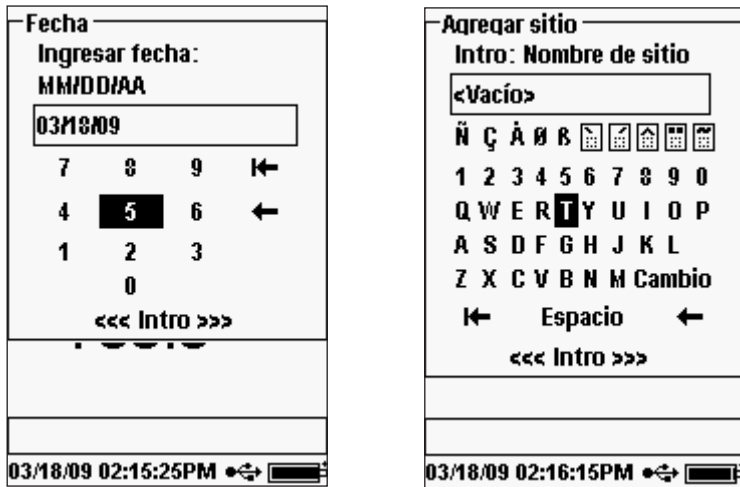 Fecha
Ingresar fecha:
MM/DD/AA
03/18/09
7 8 9
4 5 6
1 2 3
0
<<< Intro >>>
03/18/09 02:15:25PM
Agregar sitio
Intro: Nombre de sitio
<Vacío>
Ñ Ç Å Ø ß
1 2 3 4 5 6 7 8 9 0
Q W E R T Y U I O P
A S D F G H J K L
Z X C V B N M Cambio
Espacio
<<< Intro >>>
03/18/09 02:16:15PM